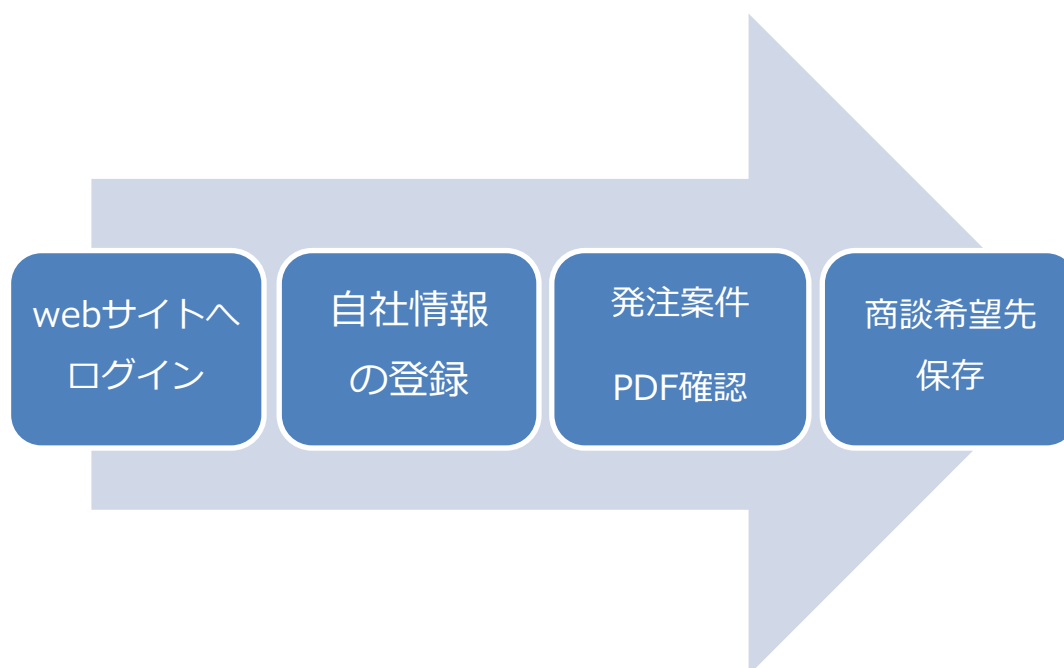 webサイトへ
ログイン
自社情報
の登録
発注案件
PDF確認
商談希望先
保存